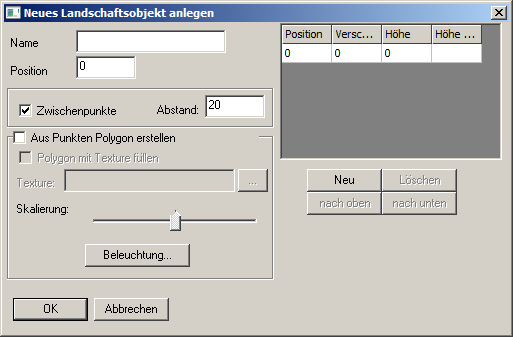 Neues Landschaftsobjekt anlegen
Name
Position 0
Zwischenpunkte Abstand: 20
Aus Punkten Polygon erstellen
Polygon mit Texture füllen
Texture: ...
Skalierung:
Beleuchtung...
OK Abbrechen
Position Versc... Höhe Höhe ...
0 0 0
Neu Löschen
nach oben nach unten